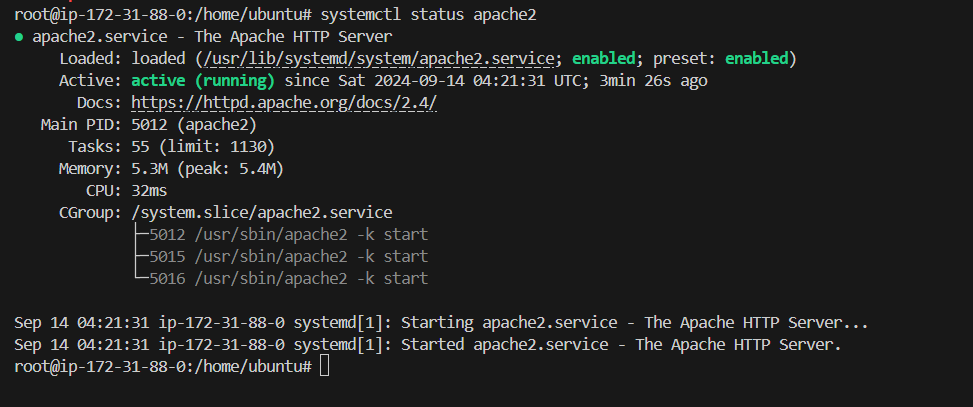 root@ip-172-31-88-0:/home/ubuntu# systemctl status apache2
● apache2.service - The Apache HTTP Server
     Loaded: loaded (/usr/lib/systemd/system/apache2.service; enabled; preset: enabled)
     Active: active (running) since Sat 2024-09-14 04:21:31 UTC; 3min 26s ago
       Docs: https://httpd.apache.org/docs/2.4/
   Main PID: 5012 (apache2)
      Tasks: 55 (limit: 1130)
     Memory: 5.3M (peak: 5.4M)
        CPU: 32ms
     CGroup: /system.slice/apache2.service
             ├─5012 /usr/sbin/apache2 -k start
             ├─5015 /usr/sbin/apache2 -k start
             └─5016 /usr/sbin/apache2 -k start

Sep 14 04:21:31 ip-172-31-88-0 systemd[1]: Starting apache2.service - The Apache HTTP Server...
Sep 14 04:21:31 ip-172-31-88-0 systemd[1]: Started apache2.service - The Apache HTTP Server.
root@ip-172-31-88-0:/home/ubuntu#